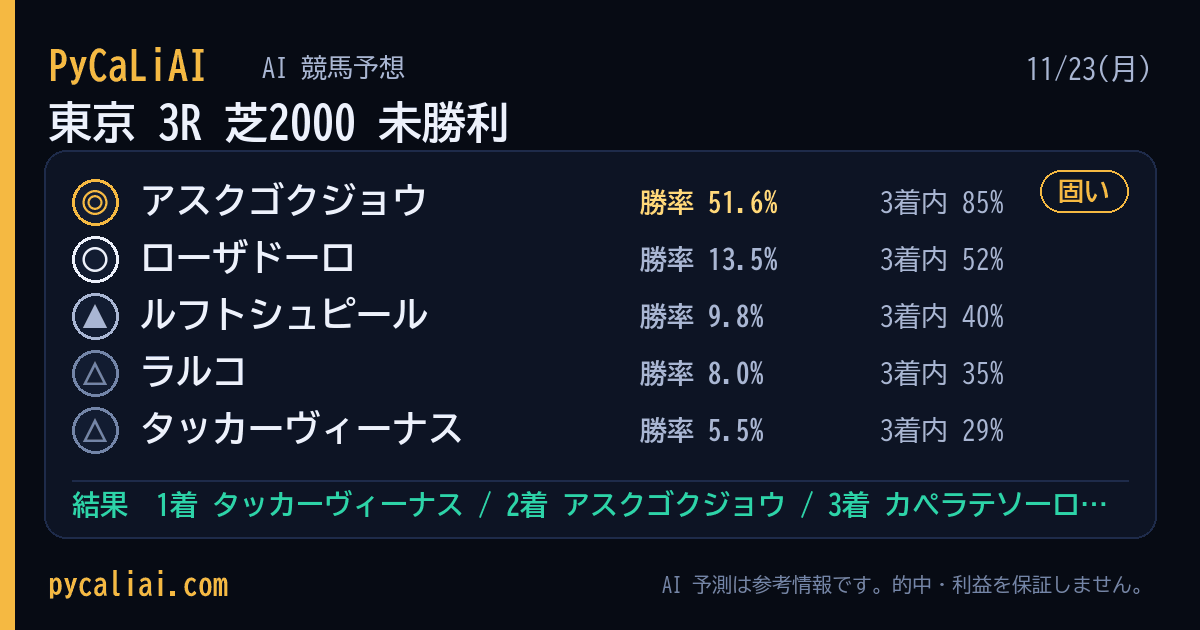 PyCaLiAI AI 競馬予想 11/23(月)
東京 3R 芝2000 未勝利
◎ アスクゴクジョウ 勝率 51.6% 3着内 85% 固い
○ ローザドーロ 勝率 13.5% 3着内 52%
▲ ルフトシュピール 勝率 9.8% 3着内 40%
△ ラルコ 勝率 8.0% 3着内 35%
△ タッカーヴィーナス 勝率 5.5% 3着内 29%
結果 1着 タッカーヴィーナス / 2着 アスクゴクジョウ / 3着 カペラテソーロ…
pycaliai.com AI 予測は参考情報です。的中・利益を保証しません。